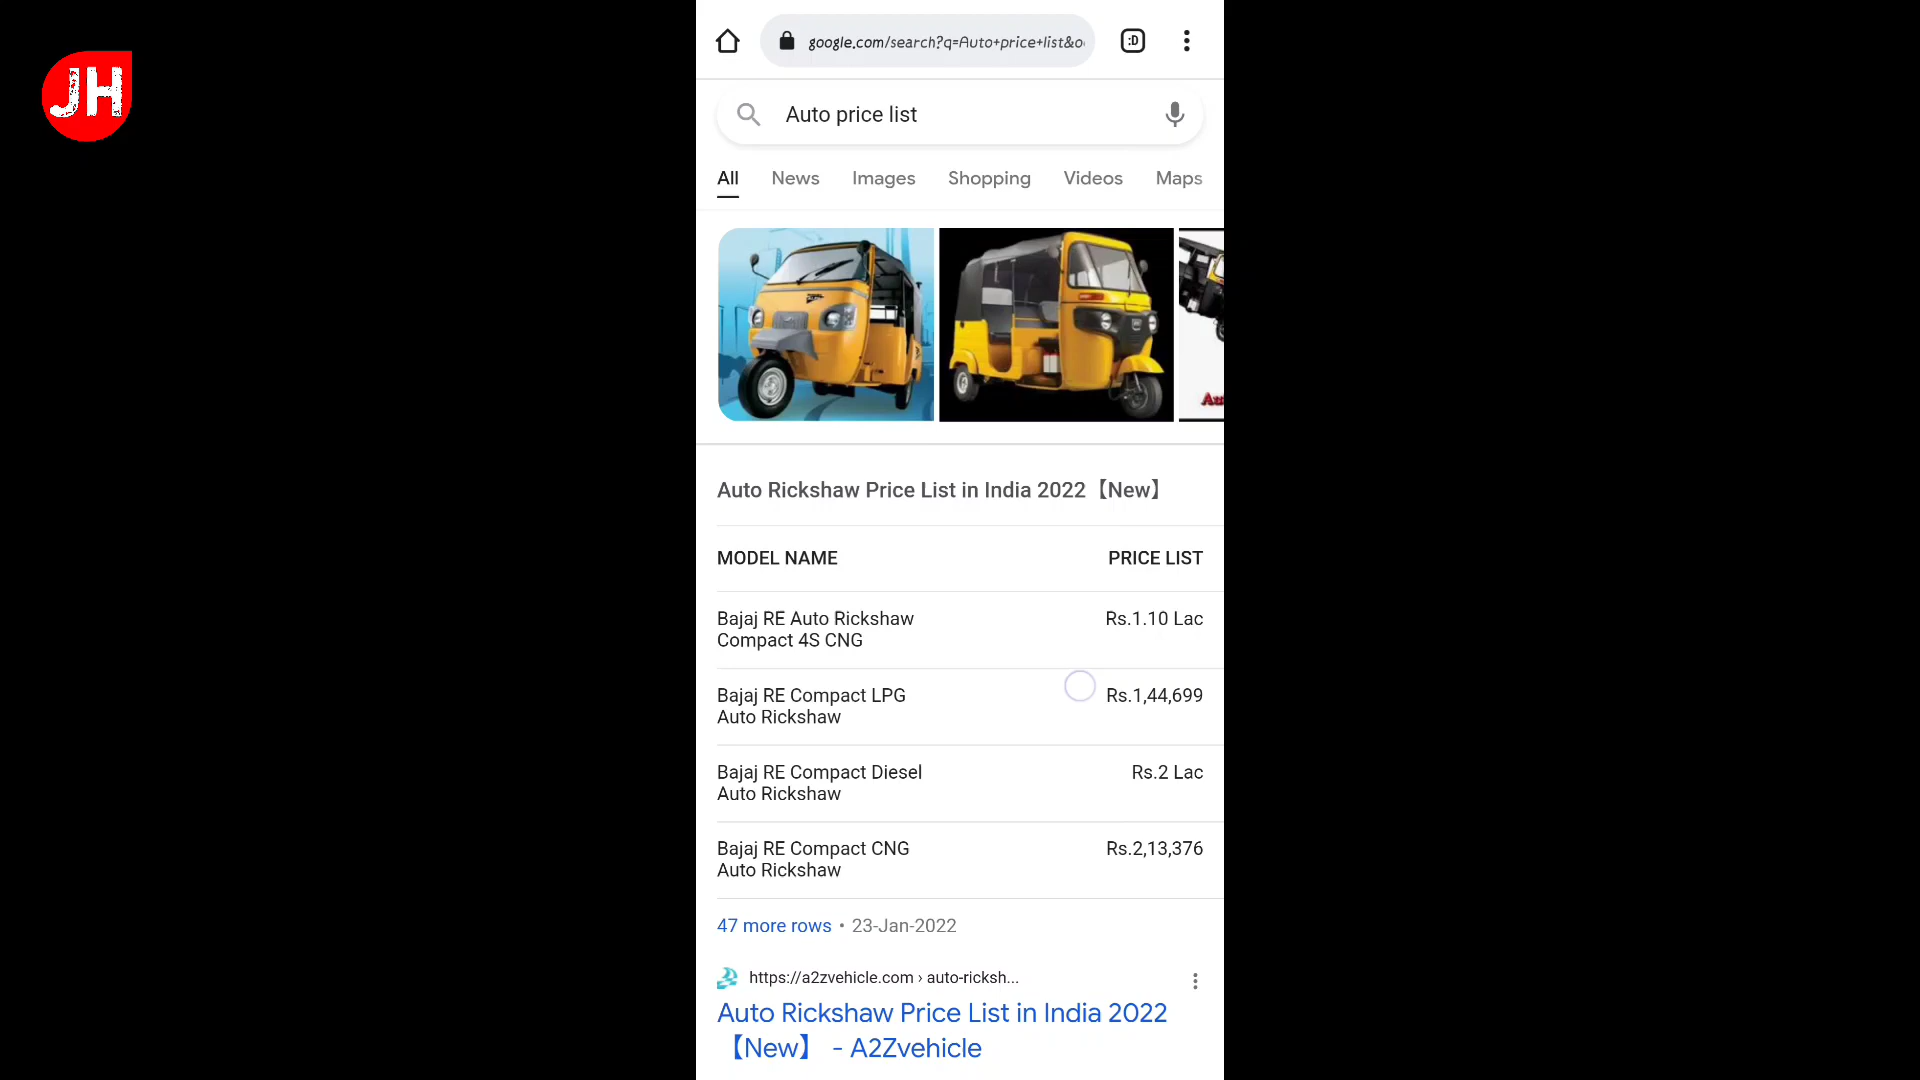 JH
google.com/search?q=Auto+price+list&o
:D
Auto price list
All News Images Shopping Videos Maps
Auto Rickshaw Price List in India 2022【New】
MODEL NAME PRICE LIST
Bajaj RE Auto Rickshaw Rs.1.10 Lac
Compact 4S CNG
Bajaj RE Compact LPG Rs.1,44,699
Auto Rickshaw
Bajaj RE Compact Diesel Rs.2 Lac
Auto Rickshaw
Bajaj RE Compact CNG Rs.2,13,376
Auto Rickshaw
47 more rows • 23-Jan-2022
https://a2zvehicle.com › auto-ricksh...
Auto Rickshaw Price List in India 2022
【New】 - A2Zvehicle